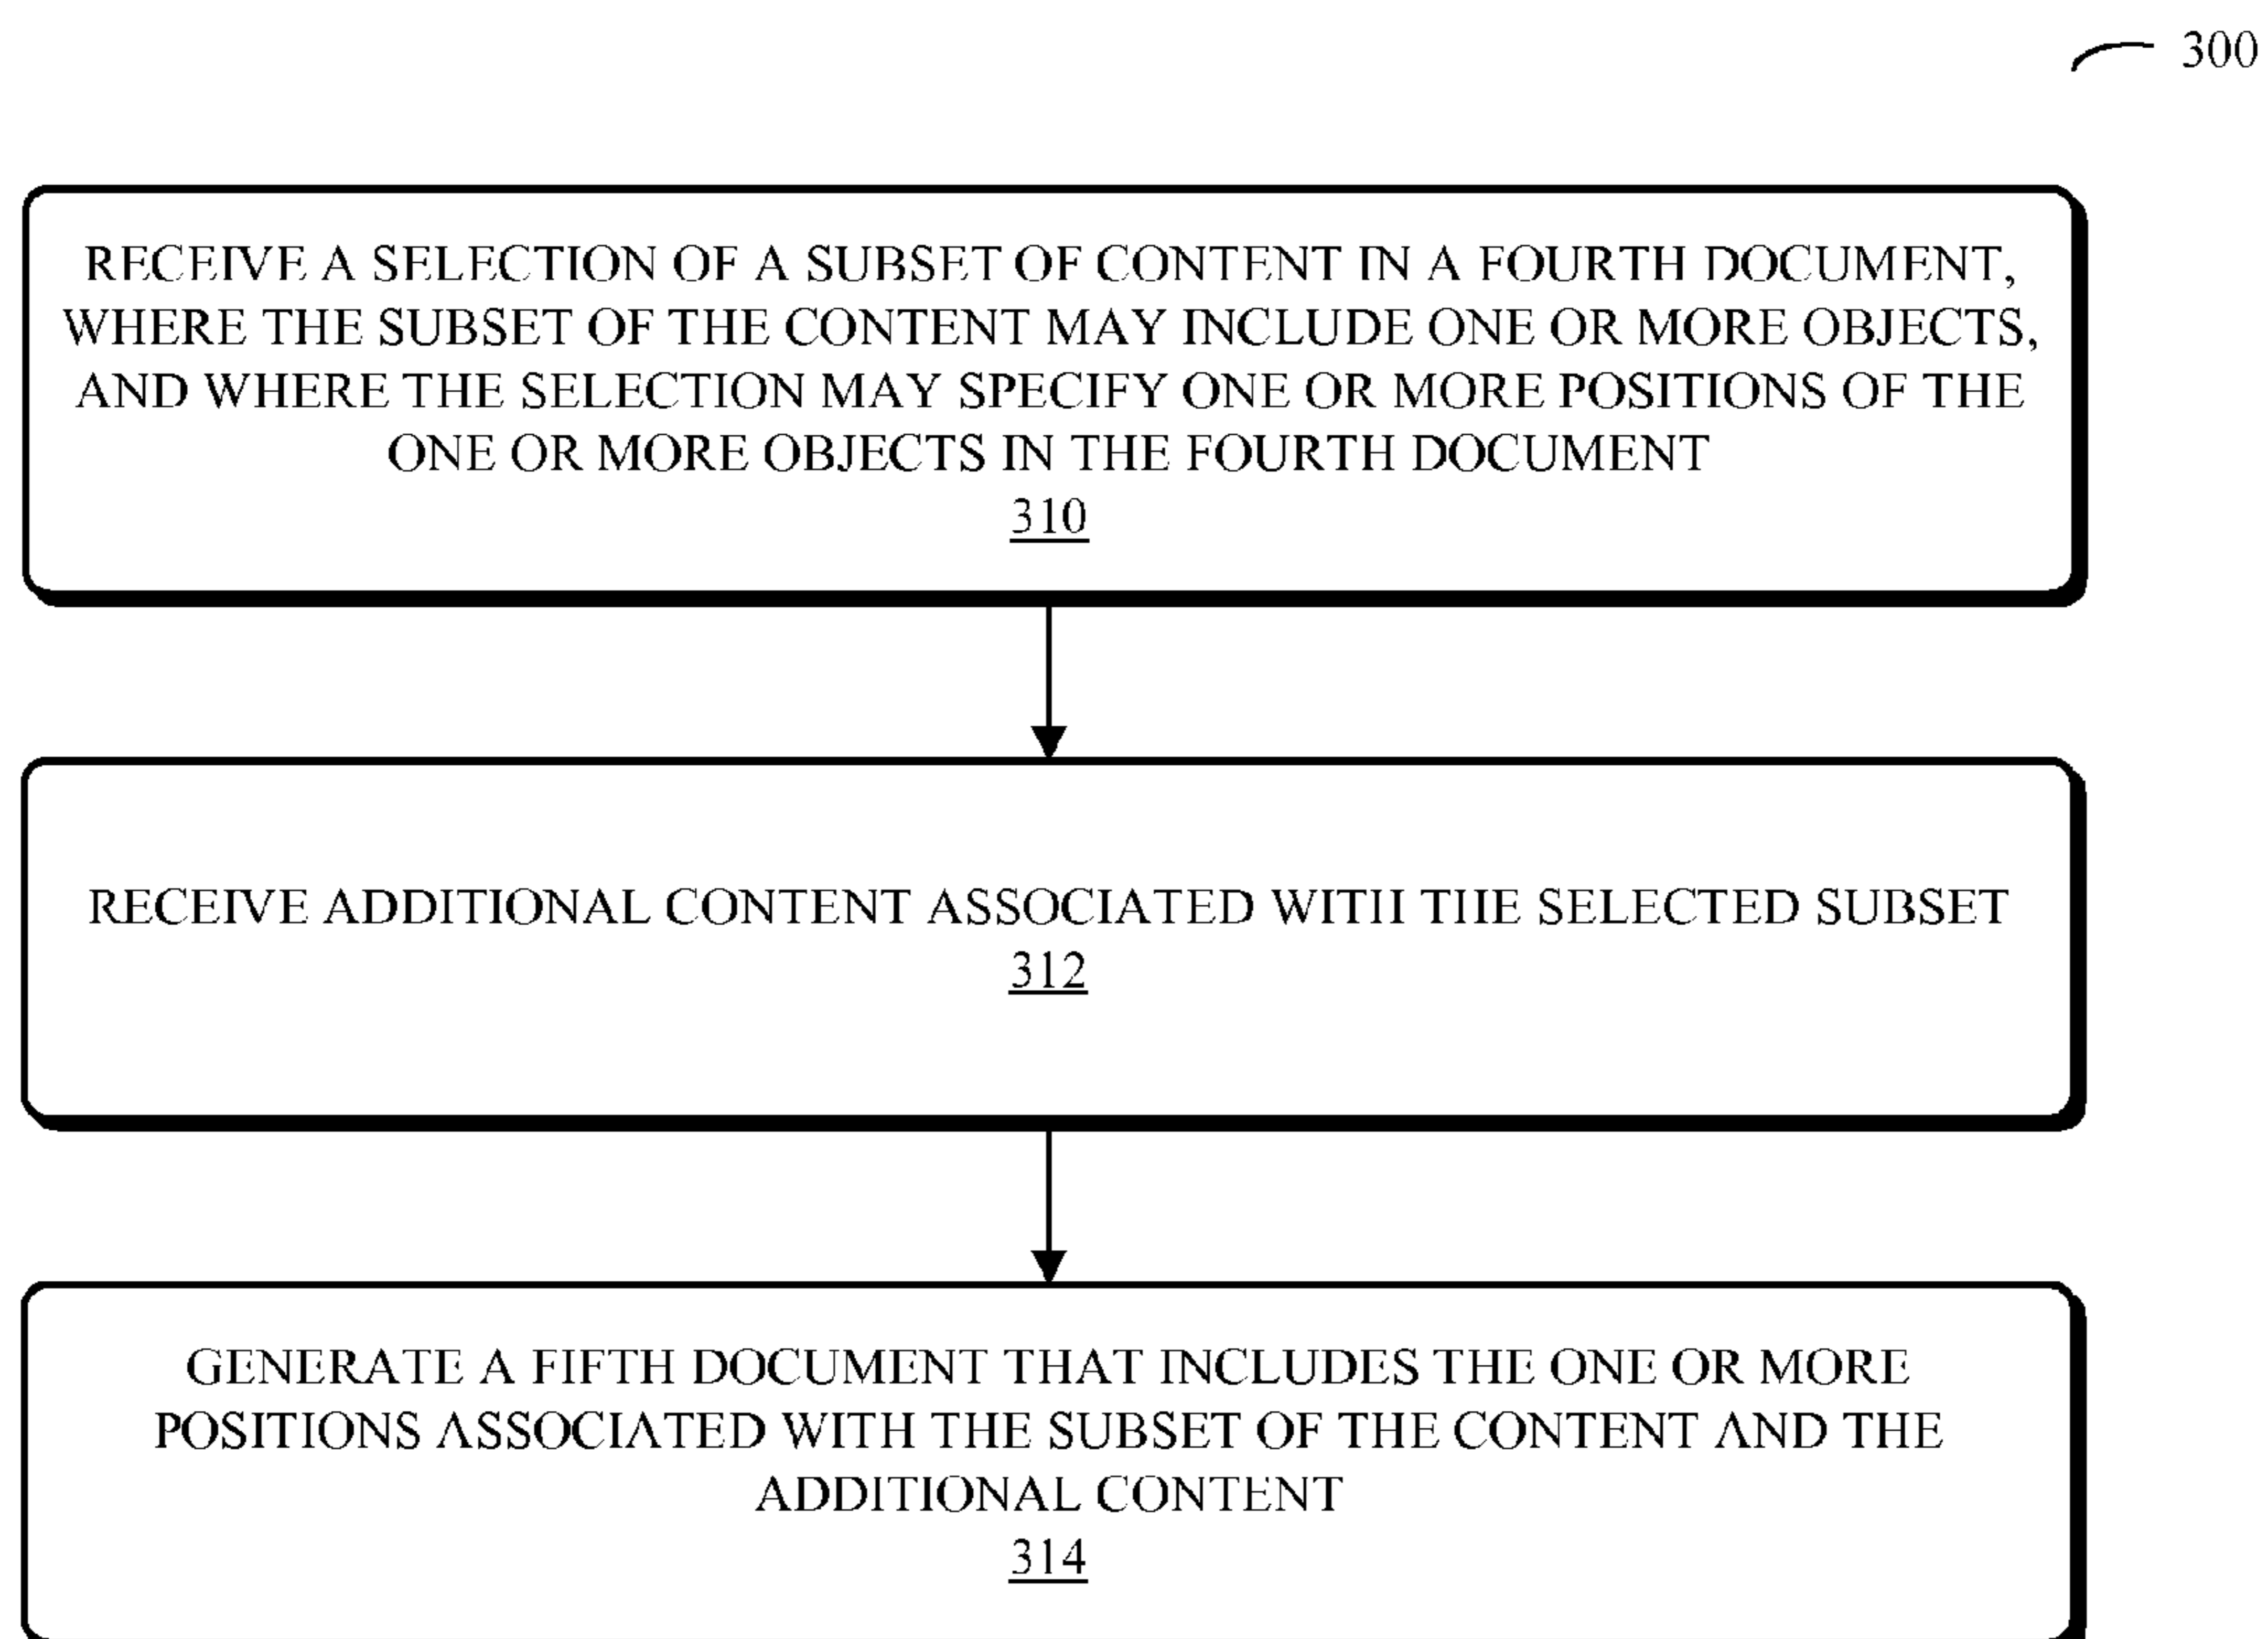 300
RECEIVE A SELECTION OF A SUBSET OF CONTENT IN A FOURTH DOCUMENT,
WHERE THE SUBSET OF THE CONTENT MAY INCLUDE ONE OR MORE OBJECTS,
AND WHERE THE SELECTION MAY SPECIFY ONE OR MORE POSITIONS OF THE
ONE OR MORE OBJECTS IN THE FOURTH DOCUMENT
310
RECEIVE ADDITIONAL CONTENT ASSOCIATED WITH THE SELECTED SUBSET
312
GENERATE A FIFTH DOCUMENT THAT INCLUDES THE ONE OR MORE
POSITIONS ASSOCIATED WITH THE SUBSET OF THE CONTENT AND THE
ADDITIONAL CONTENT
314